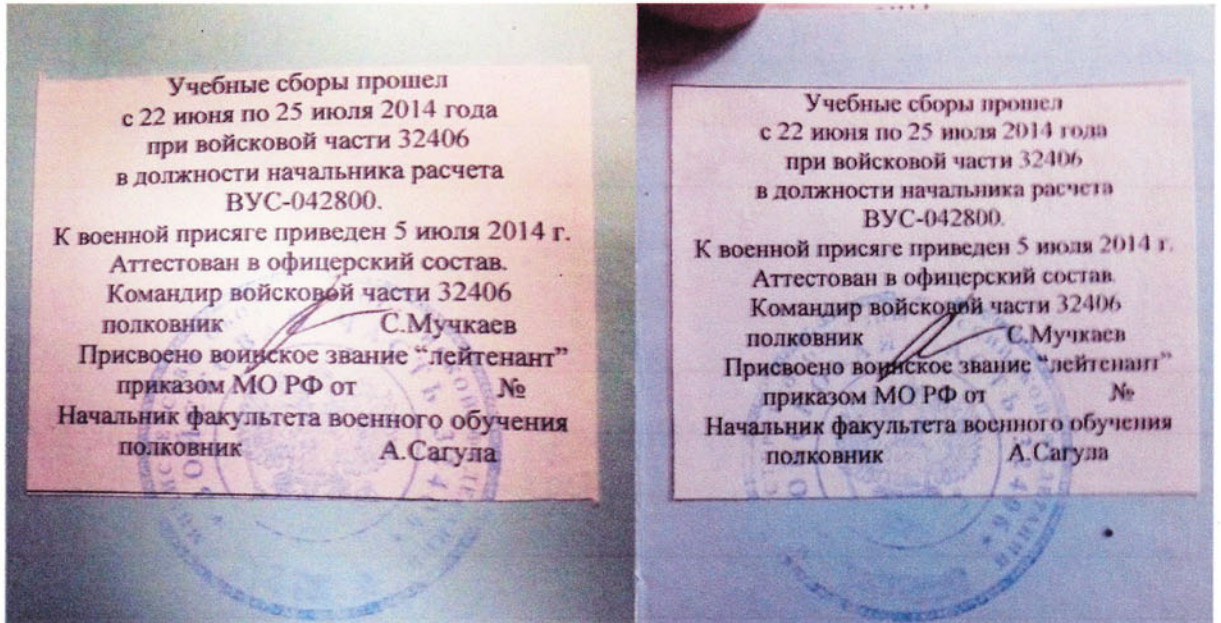 Учебные сборы прошел
с 22 июня по 25 июля 2014 года
при войсковой части 32406
в должности начальника расчета
ВУС-042800.
К военной присяге приведен 5 июля 2014 г.
Аттестован в офицерский состав.
Командир войсковой части 32406
полковник С.Мучкаев
Присвоено воинское звание “лейтенант”
приказом МО РФ от №
Начальник факультета военного обучения
полковник А.Сагула
Учебные сборы прошел
с 22 июня по 25 июля 2014 года
при войсковой части 32406
в должности начальника расчета
ВУС-042800.
К военной присяге приведен 5 июля 2014 г.
Аттестован в офицерский состав.
Командир войсковой части 32406
полковник С.Мучкаев
Присвоено воинское звание “лейтенант”
приказом МО РФ от №
Начальник факультета военного обучения
полковник А.Сагула